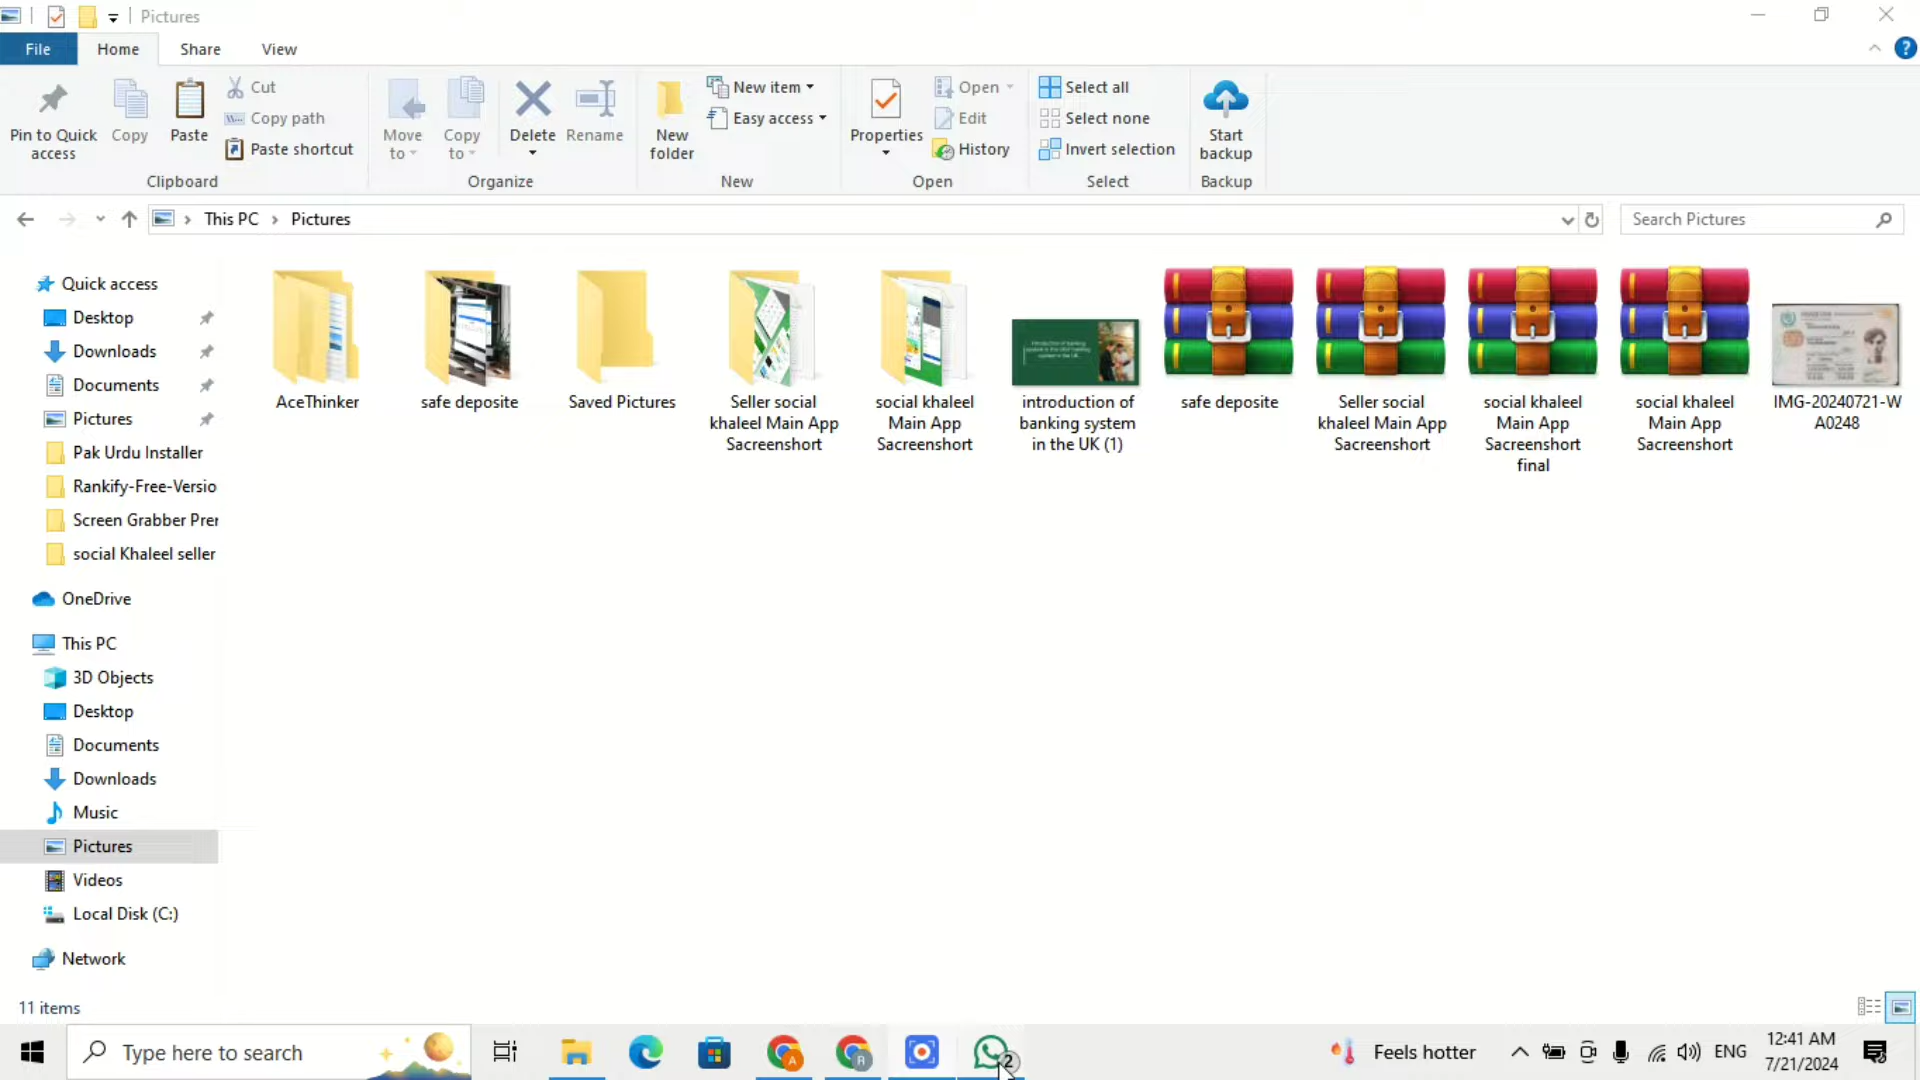 Pictures
File Home Share View
Pin to Quick access
Copy
Paste
Cut
Copy path
Paste shortcut
Clipboard
Move to
Copy to
Delete
Rename
Organize
New folder
New item
Easy access
New
Properties
Open
Edit
History
Open
Select all
Select none
Invert selection
Select
Start backup
Backup
This PC > Pictures
Search Pictures
Quick access
Desktop
Downloads
Documents
Pictures
Pak Urdu Installer
Rankify-Free-Versio
Screen Grabber Prer
social Khaleel seller
OneDrive
This PC
3D Objects
Desktop
Documents
Downloads
Music
Pictures
Videos
Local Disk (C:)
Network
AceThinker
safe deposite
Saved Pictures
Seller social
khaleel Main App
Sacreenshort
social khaleel
Main App
Sacreenshort
introduction of
banking system
in the UK (1)
safe deposite
Seller social
khaleel Main App
Sacreenshort
social khaleel
Main App
Sacreenshort
final
social khaleel
Main App
Sacreenshort
IMG-20240721-W
A0248
11 items
Type here to search
A
R
2
Feels hotter
ENG
12:41 AM
7/21/2024